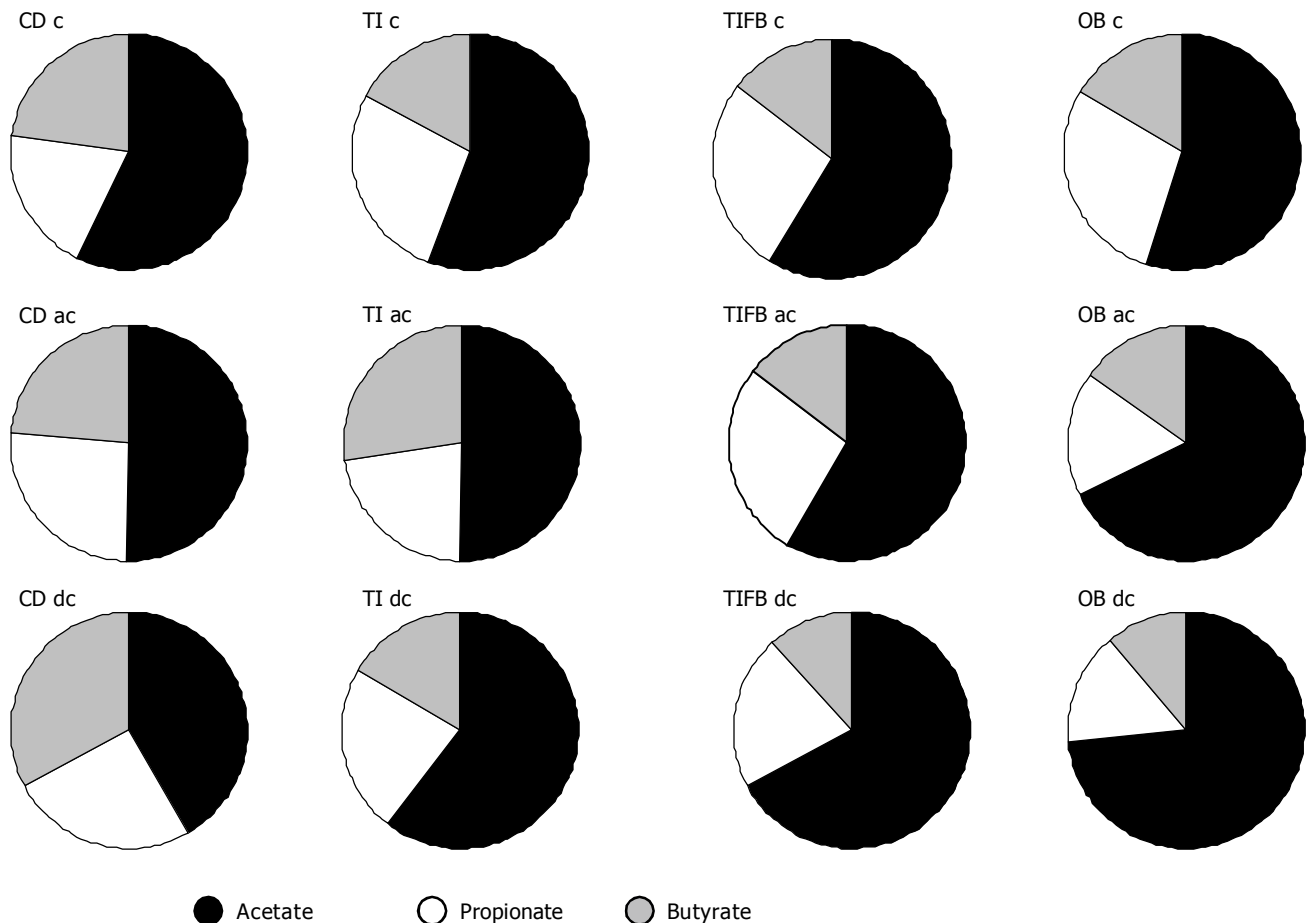 CD c
TI c
TIFB c
OB c
CD ac
TI ac
TIFB ac
OB ac
CD dc
TI dc
TIFB dc
OB dc
Acetate
Propionate
Butyrate